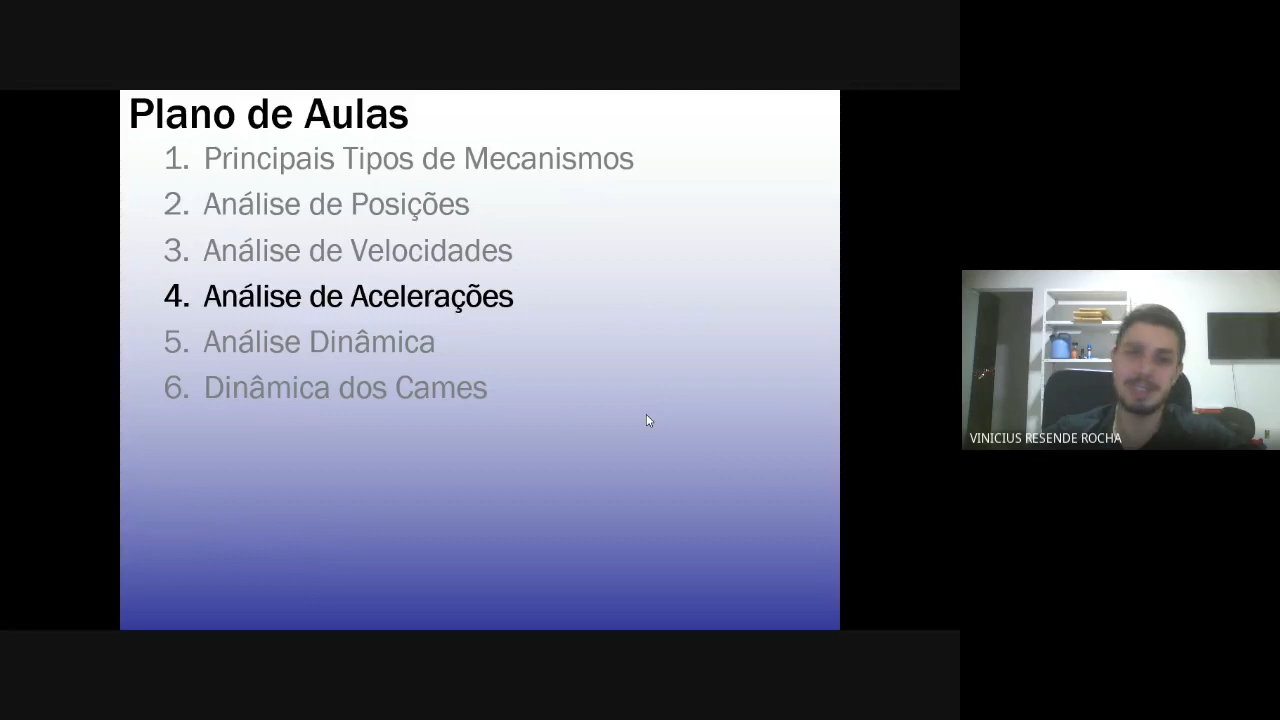 Plano de Aulas
1. Principais Tipos de Mecanismos
2. Análise de Posições
3. Análise de Velocidades
4. Análise de Acelerações
5. Análise Dinâmica
6. Dinâmica dos Cames
VINICIUS RESENDE ROCHA